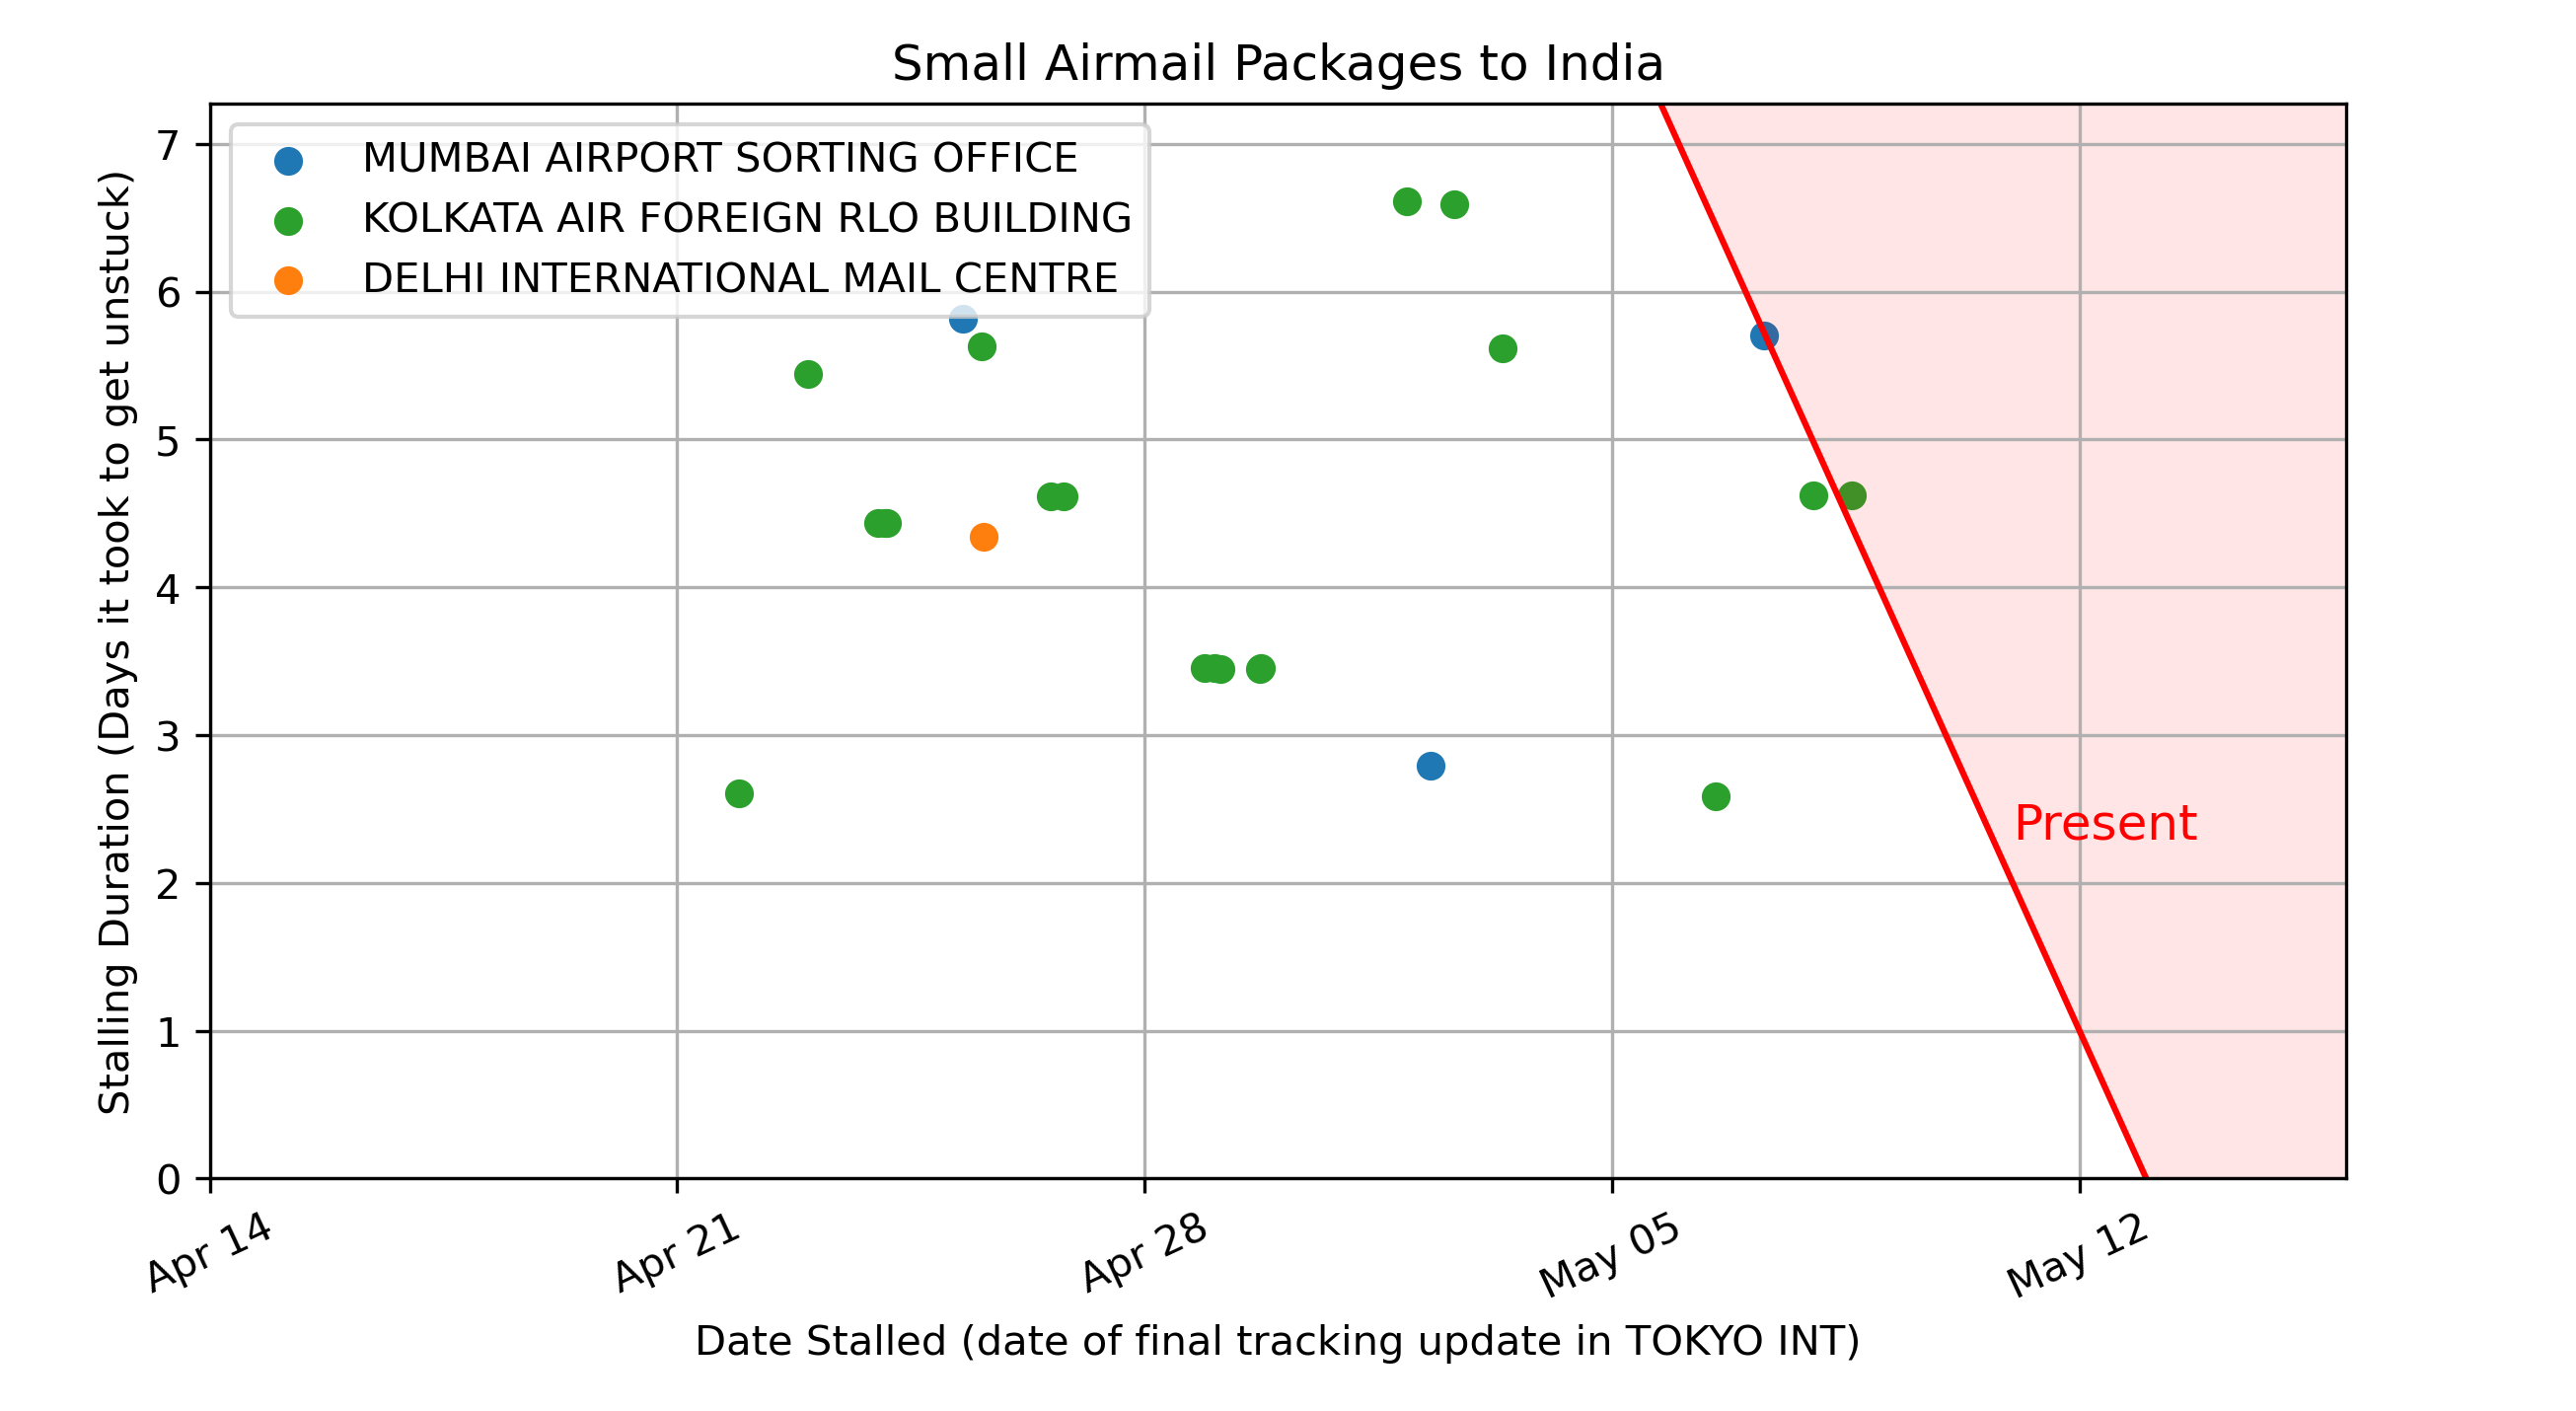 Small Airmail Packages to India
MUMBAI AIRPORT SORTING OFFICE
KOLKATA AIR FOREIGN RLO BUILDING
DELHI INTERNATIONAL MAIL CENTRE
Stalling Duration (Days it took to get unstuck)
7
6
5
4
3
2
1
0
Present
Apr 14
Apr 21
Apr 28
May 05
May 12
Date Stalled (date of final tracking update in TOKYO INT)